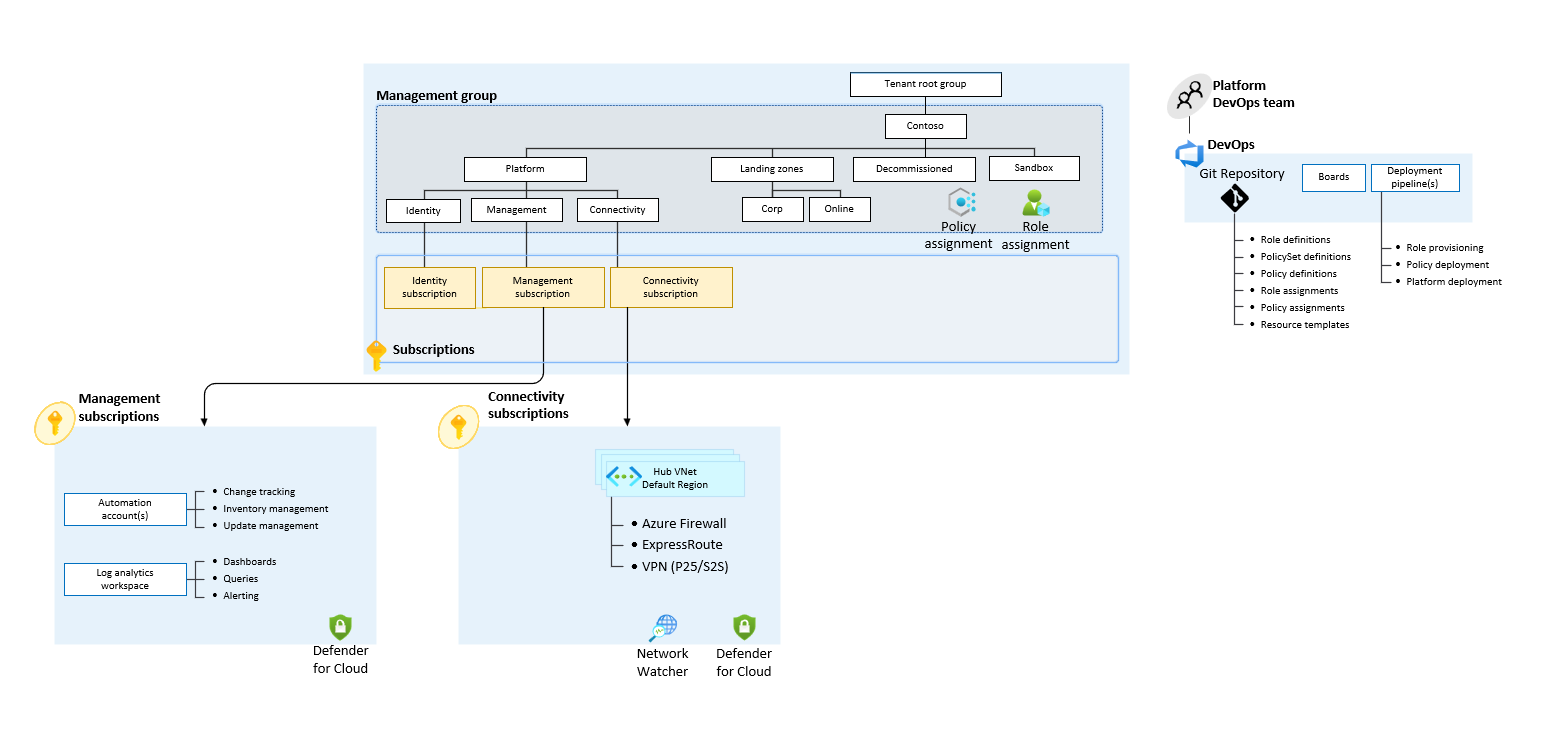 Tenant root group
Management group
Contoso
Platform
Landing zones
Decommissioned
Sandbox
Identity
Management
Connectivity
Corp
Online
Policy
assignment
Role
assignment
Identity
subscription
Management
subscription
Connectivity
subscription
Subscriptions
Platform
DevOps team
DevOps
Git Repository
Boards
Deployment
pipeline(s)
• Role definitions
• PolicySet definitions
• Policy definitions
• Role assignments
• Policy assignments
• Resource templates
• Role provisioning
• Policy deployment
• Platform deployment
Management
subscriptions
Automation
account(s)
• Change tracking
• Inventory management
• Update management
Log analytics
workspace
• Dashboards
• Queries
• Alerting
Defender
for Cloud
Connectivity
subscriptions
Hub VNet
Default Region
• Azure Firewall
• ExpressRoute
• VPN (P25/S2S)
Network
Watcher
Defender
for Cloud